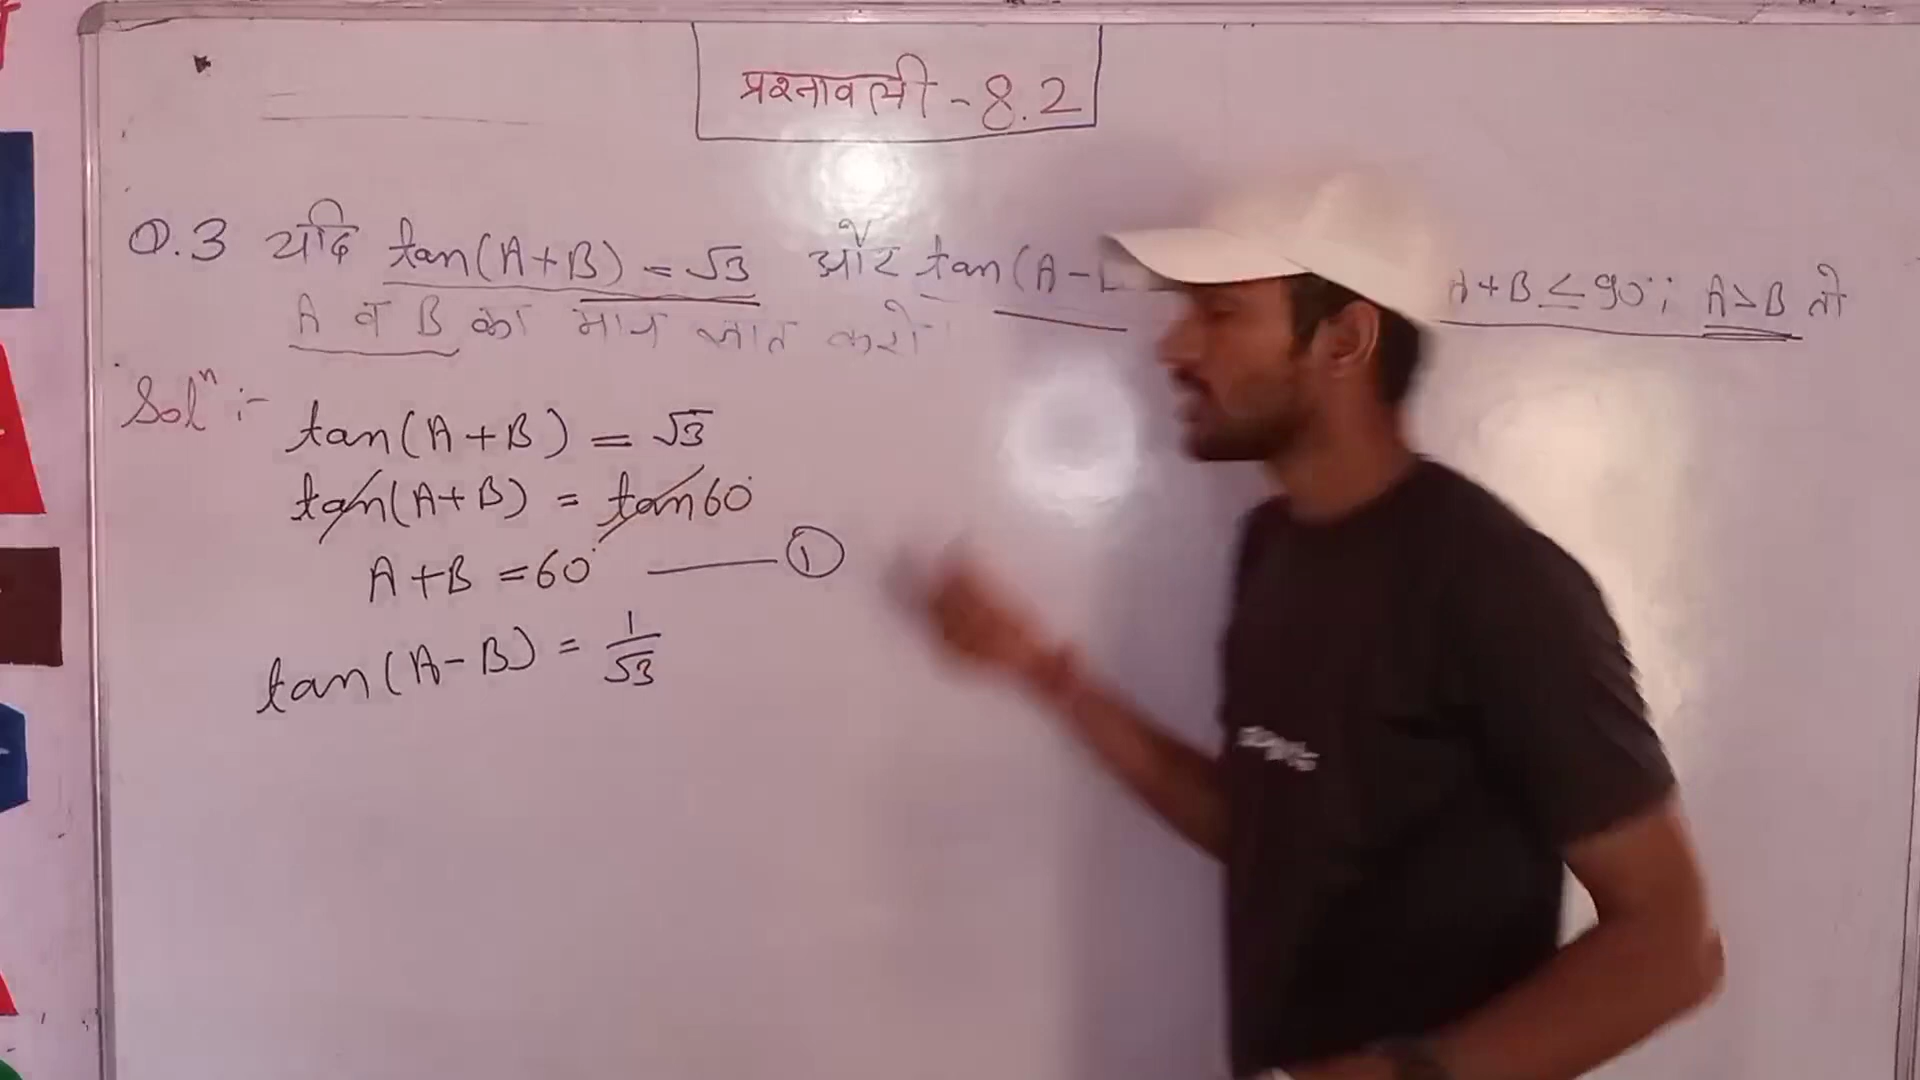 प्रश्नावली - 8.2
Q.3 यदि tan(A+B) = √3 और tan(A- A+B ≤ 90°; A>B तो
A व B का मान ज्ञात करो
Solⁿ :-
tan(A+B) = √3
tan(A+B) = tan60°
A+B = 60° —— ①
tan(A-B) = 1/√3